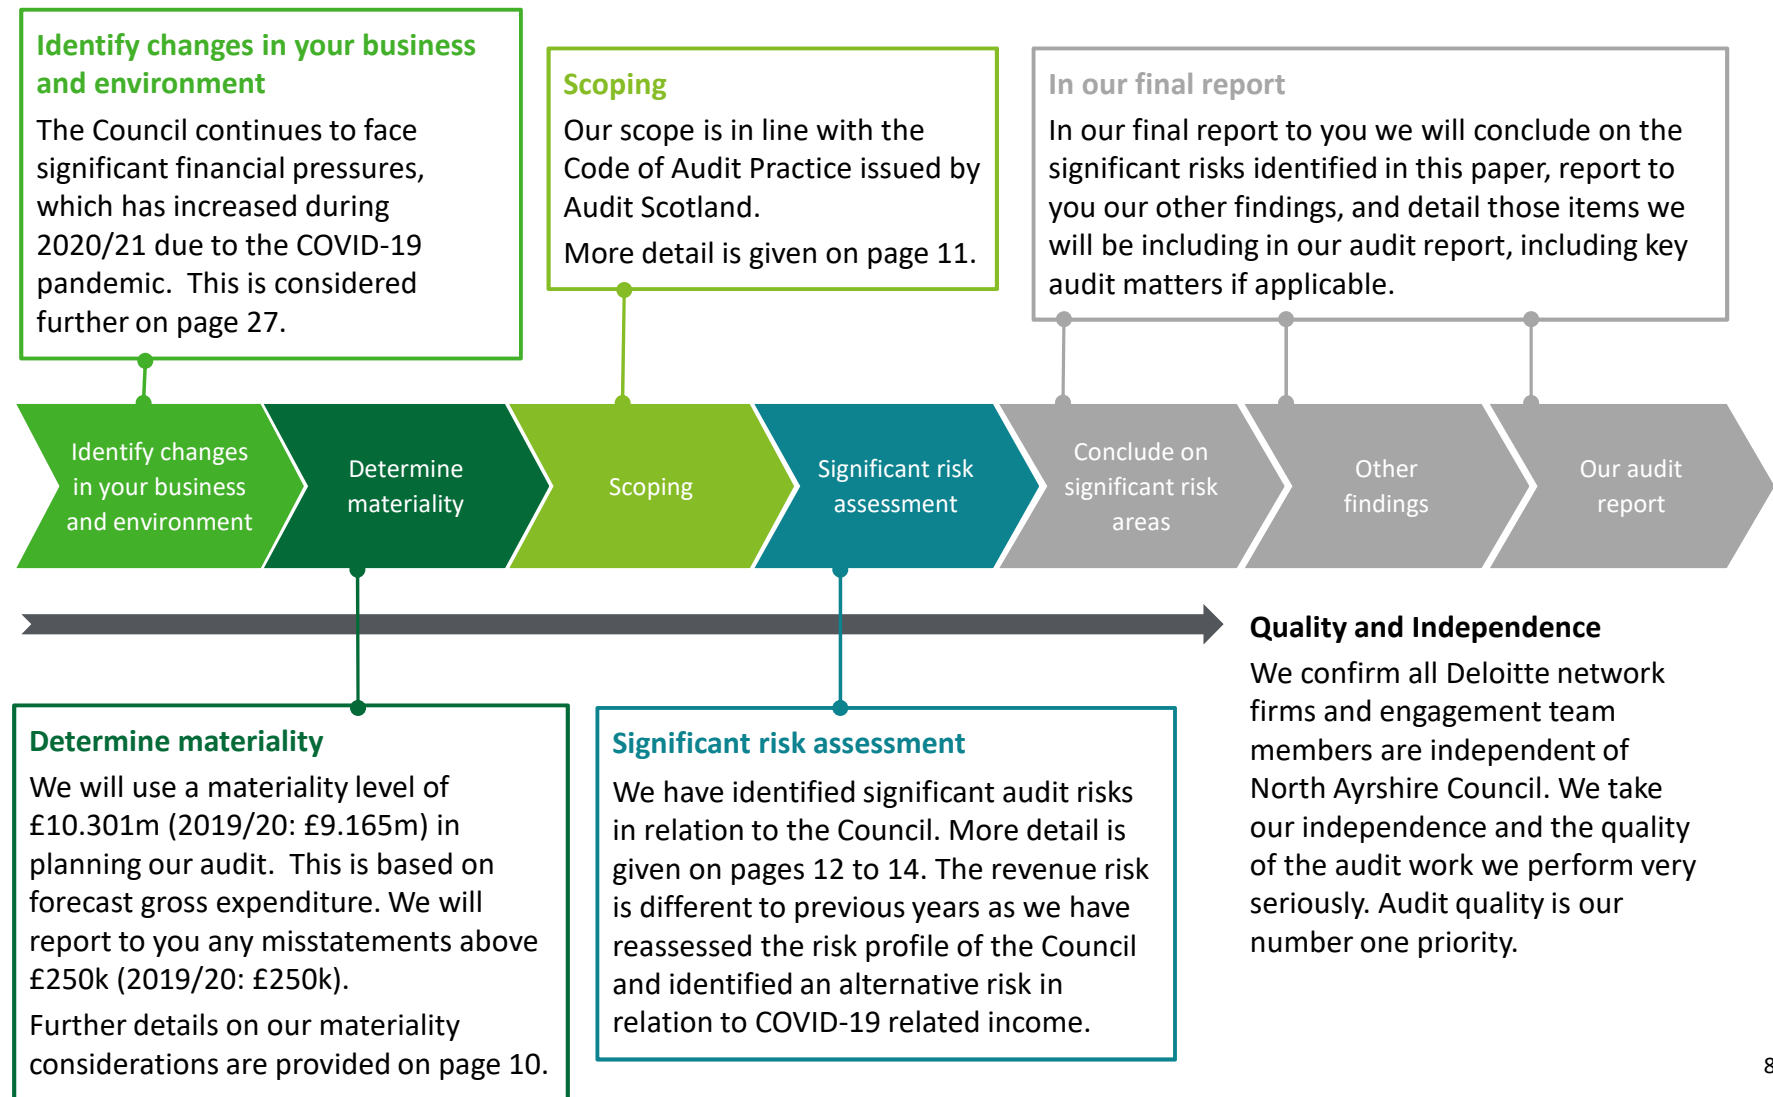 Identify changes in your business
and environment
The Council continues to face
significant financial pressures,
which has increased during
2020/21 due to the COVID-19
pandemic.  This is considered
further on page 27.
Scoping
Our scope is in line with the
Code of Audit Practice issued by
Audit Scotland.
More detail is given on page 11.
In our final report
In our final report to you we will conclude on the
significant risks identified in this paper, report to
you our other findings, and detail those items we
will be including in our audit report, including key
audit matters if applicable.
Identify changes
in your business
and environment
Determine
materiality
Scoping
Significant risk
assessment
Conclude on
significant risk
areas
Other
findings
Our audit
report
Determine materiality
We will use a materiality level of
£10.301m (2019/20: £9.165m) in
planning our audit.  This is based on
forecast gross expenditure. We will
report to you any misstatements above
£250k (2019/20: £250k).
Further details on our materiality
considerations are provided on page 10.
Significant risk assessment
We have identified significant audit risks
in relation to the Council. More detail is
given on pages 12 to 14. The revenue risk
is different to previous years as we have
reassessed the risk profile of the Council
and identified an alternative risk in
relation to COVID-19 related income.
Quality and Independence
We confirm all Deloitte network
firms and engagement team
members are independent of
North Ayrshire Council. We take
our independence and the quality
of the audit work we perform very
seriously. Audit quality is our
number one priority.
8